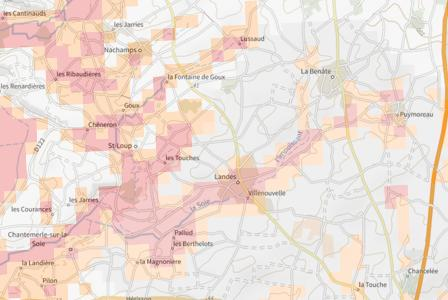 les Cantinauds
les Jarries
Nachamps
Lussaud
les Ribaudières
la Fontaine de Goux
La Benâte
les Renardières
Goux
Puymoreau
Chêneron
D122
St-Loup
les Touches
Landes
Villenouvelle
la Soie
les Jarries
les Courances
Chantemerle-sur-la
Soie
Pallud
les Berthelots
la Magnonière
la Landière
Chancelée
Pilon
la Touche